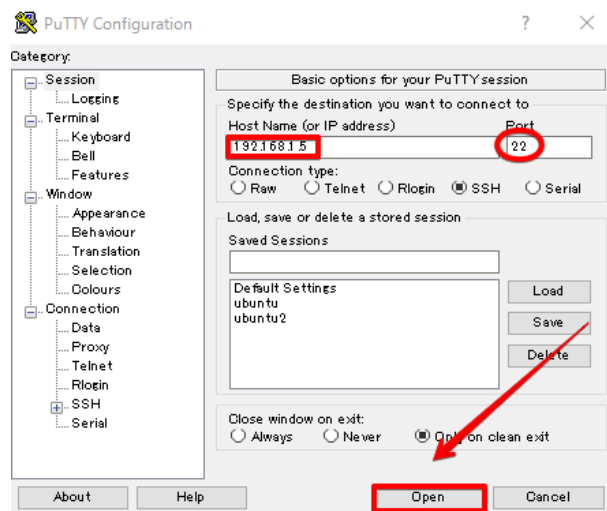 PuTTY Configuration
?
Category:
Session
Logging
Terminal
Keyboard
Bell
Features
Window
Appearance
Behaviour
Translation
Selection
Colours
Connection
Data
Proxy
Telnet
Rlogin
SSH
Serial
Basic options for your PuTTY session
Specify the destination you want to connect to
Host Name (or IP address) Port
192.168.1.5 22
Connection type:
Raw Telnet Rlogin SSH Serial
Load, save or delete a stored session
Saved Sessions
Default Settings
ubuntu
ubuntu2
Load
Save
Delete
Close window on exit:
Always Never Only on clean exit
About Help Open Cancel